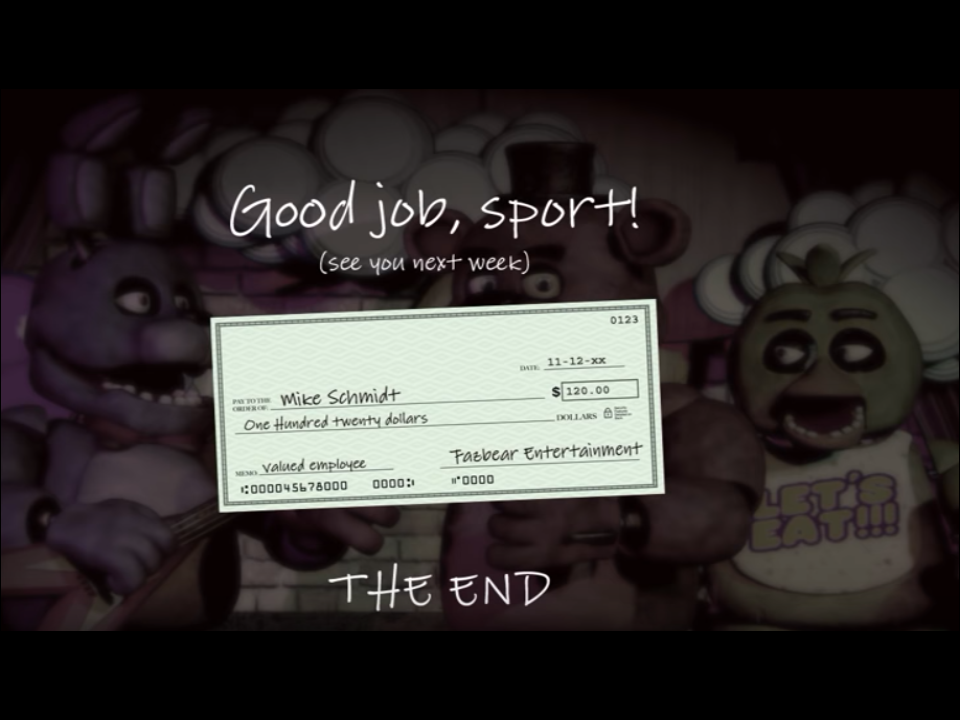 Good job, sport!
(see you next week)
0123
DATE 11-12-xx
PAY TO THE
ORDER OF: Mike Schmidt $ 120.00
One Hundred twenty dollars DOLLARS
MEMO: valued employee Fazbear Entertainment
⑆000045678000 0000⑆ ⑈0000
LET'S
EAT!!!
THE END